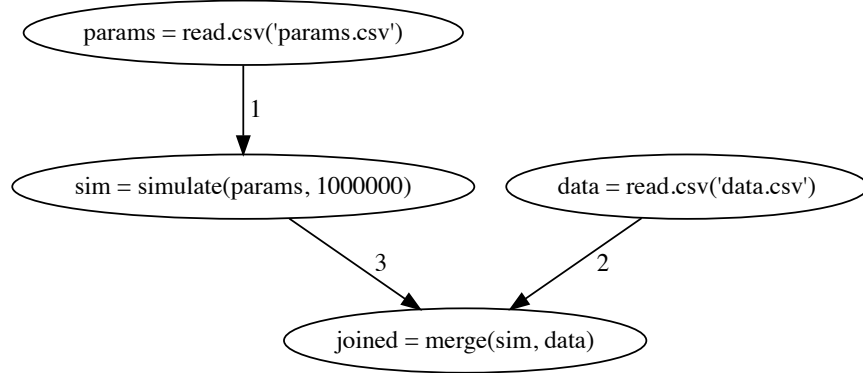 params = read.csv('params.csv')
1
sim = simulate(params, 1000000)
data = read.csv('data.csv')
3
2
joined = merge(sim, data)